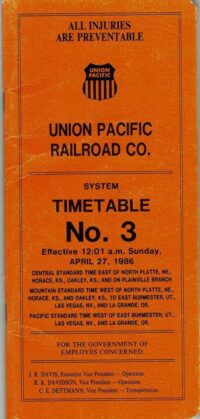 ALL INJURIES
ARE PREVENTABLE
UNION
PACIFIC
UNION PACIFIC
RAILROAD CO.
SYSTEM
TIMETABLE
No. 3
Effective 12:01 a.m. Sunday,
APRIL 27, 1986
CENTRAL STANDARD TIME EAST OF NORTH PLATTE, NE.,
HORACE, KS., OAKLEY, KS., AND ON PLAINVILLE BRANCH
MOUNTAIN STANDARD TIME WEST OF NORTH PLATTE, NE.,
HORACE, KS., AND OAKLEY, KS., TO EAST BURMESTER, UT.,
LAS VEGAS, NV., AND LA GRANDE, OR.
PACIFIC STANDARD TIME WEST OF EAST BURMESTER, UT.,
LAS VEGAS, NV., AND LA GRANDE, OR.
FOR THE GOVERNMENT OF
EMPLOYES CONCERNED.
J. R. DAVIS, Executive Vice President — Operation.
R. K. DAVIDSON, Vice President — Operation.
C. E. DETTMANN, Vice President — Transportation.